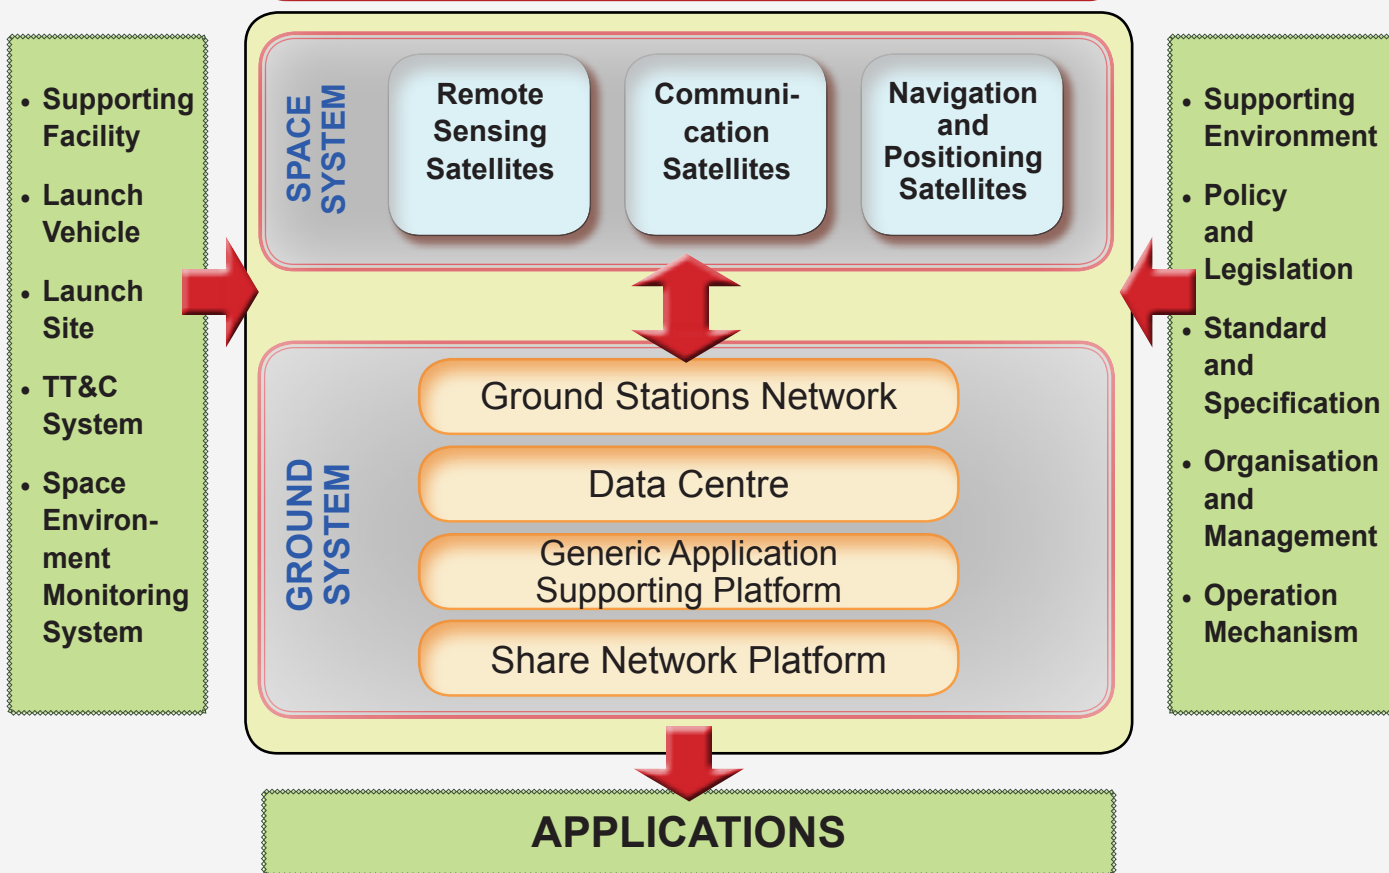 • Supporting
Facility
• Launch
Vehicle
• Launch
Site
• TT&C
System
• Space
Environ-
ment
Monitoring
System
SPACE
SYSTEM
Remote
Sensing
Satellites
Communi-
cation
Satellites
Navigation
and
Positioning
Satellites
GROUND
SYSTEM
Ground Stations Network
Data Centre
Generic Application
Supporting Platform
Share Network Platform
• Supporting
Environment
• Policy
and
Legislation
• Standard
and
Specification
• Organisation
and
Management
• Operation
Mechanism
APPLICATIONS